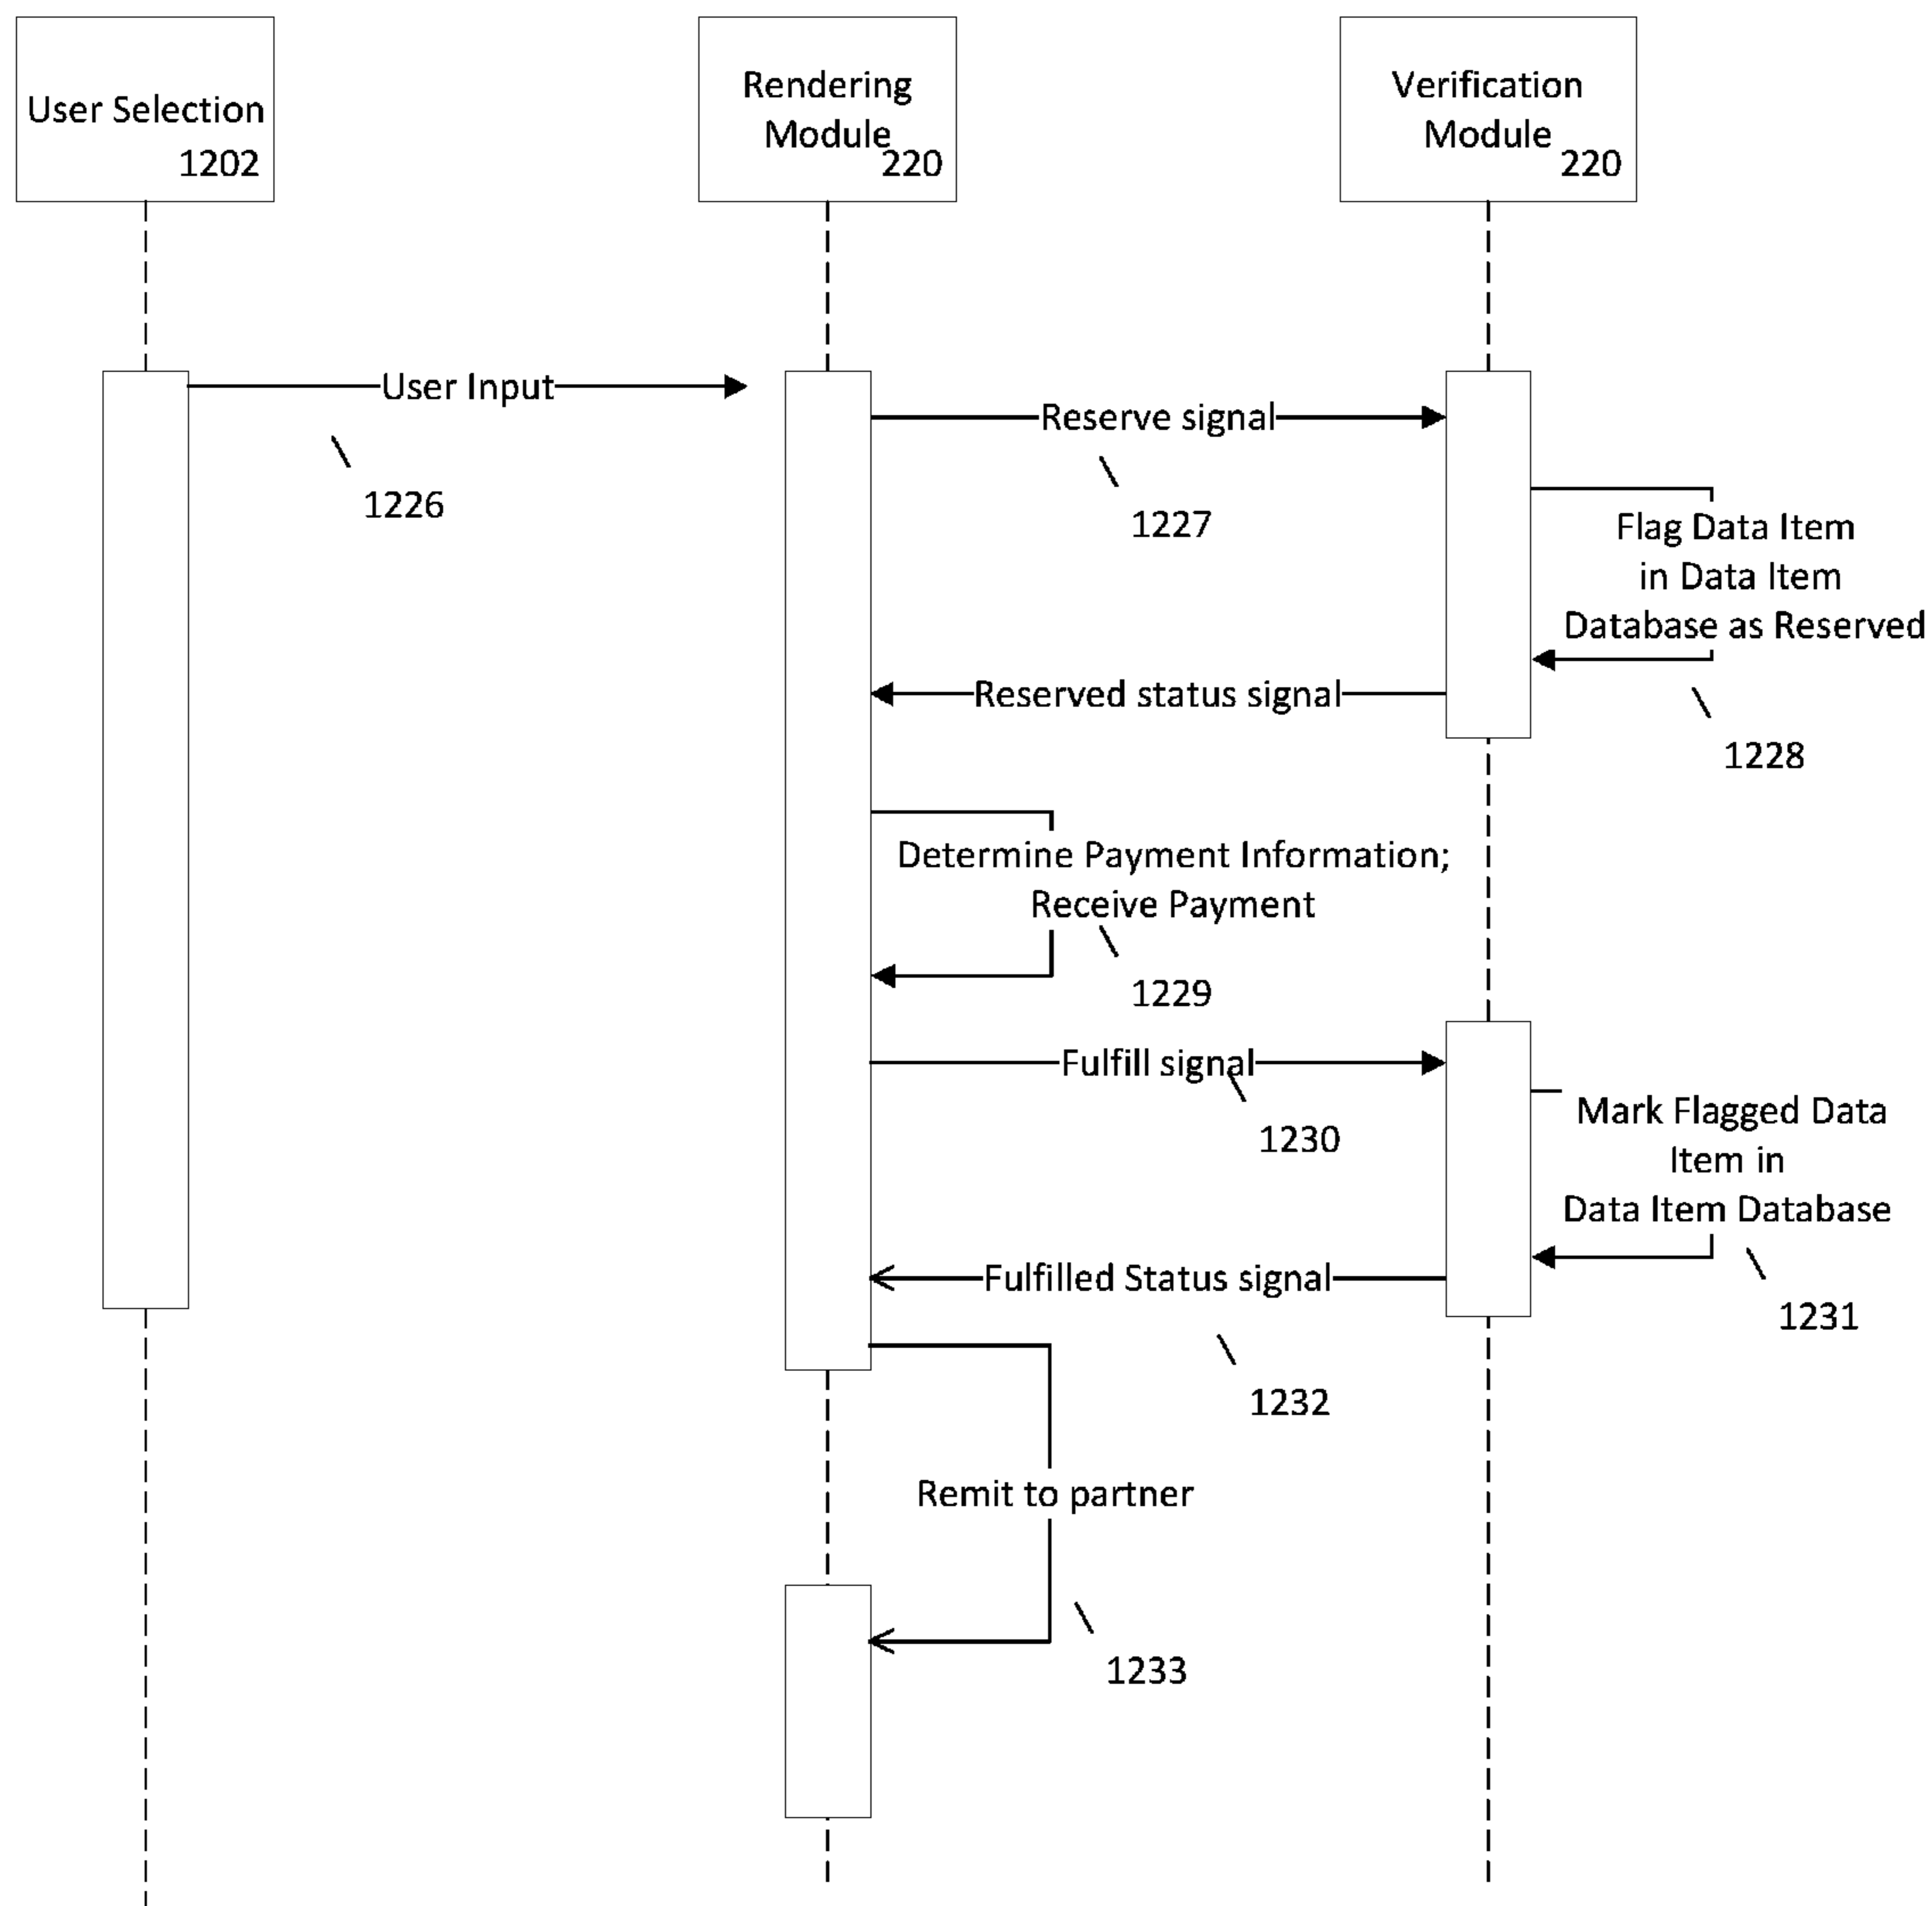 User Selection
1202
Rendering
Module
220
Verification
Module
220
User Input
1226
Reserve signal
1227
Flag Data Item
in Data Item
Database as Reserved
1228
Reserved status signal
Determine Payment Information;
Receive Payment
1229
Fulfill signal
1230
Mark Flagged Data
Item in
Data Item Database
1231
Fulfilled Status signal
1232
Remit to partner
1233